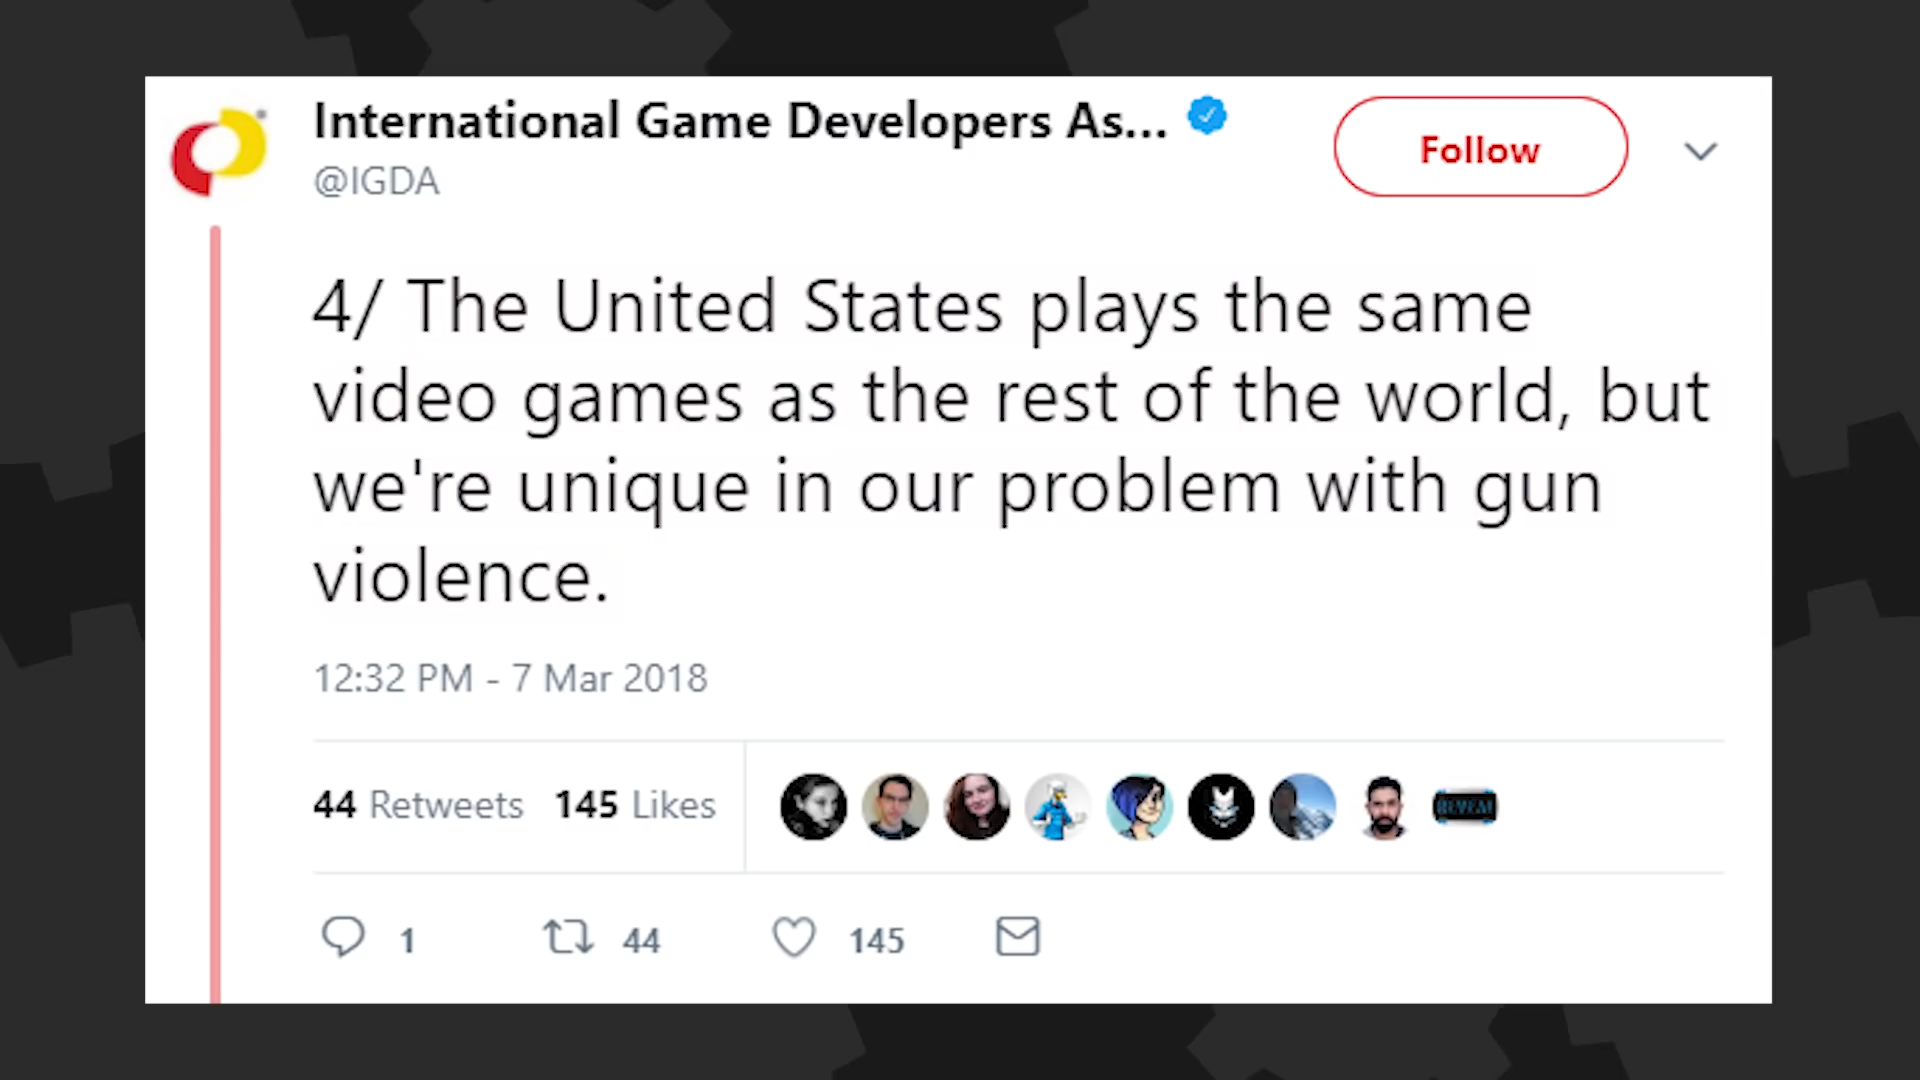 International Game Developers As...
@IGDA
Follow
4/ The United States plays the same
video games as the rest of the world, but
we're unique in our problem with gun
violence.
12:32 PM - 7 Mar 2018
44 Retweets 145 Likes
REVEAL
1 44 145